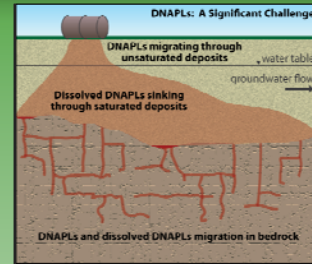 DNAPLs: A Significant Challenge
DNAPLs migrating through
unsaturated deposits
water table
groundwater flow
Dissolved DNAPLs sinking
through saturated deposits
DNAPLs and dissolved DNAPLs migration in bedrock